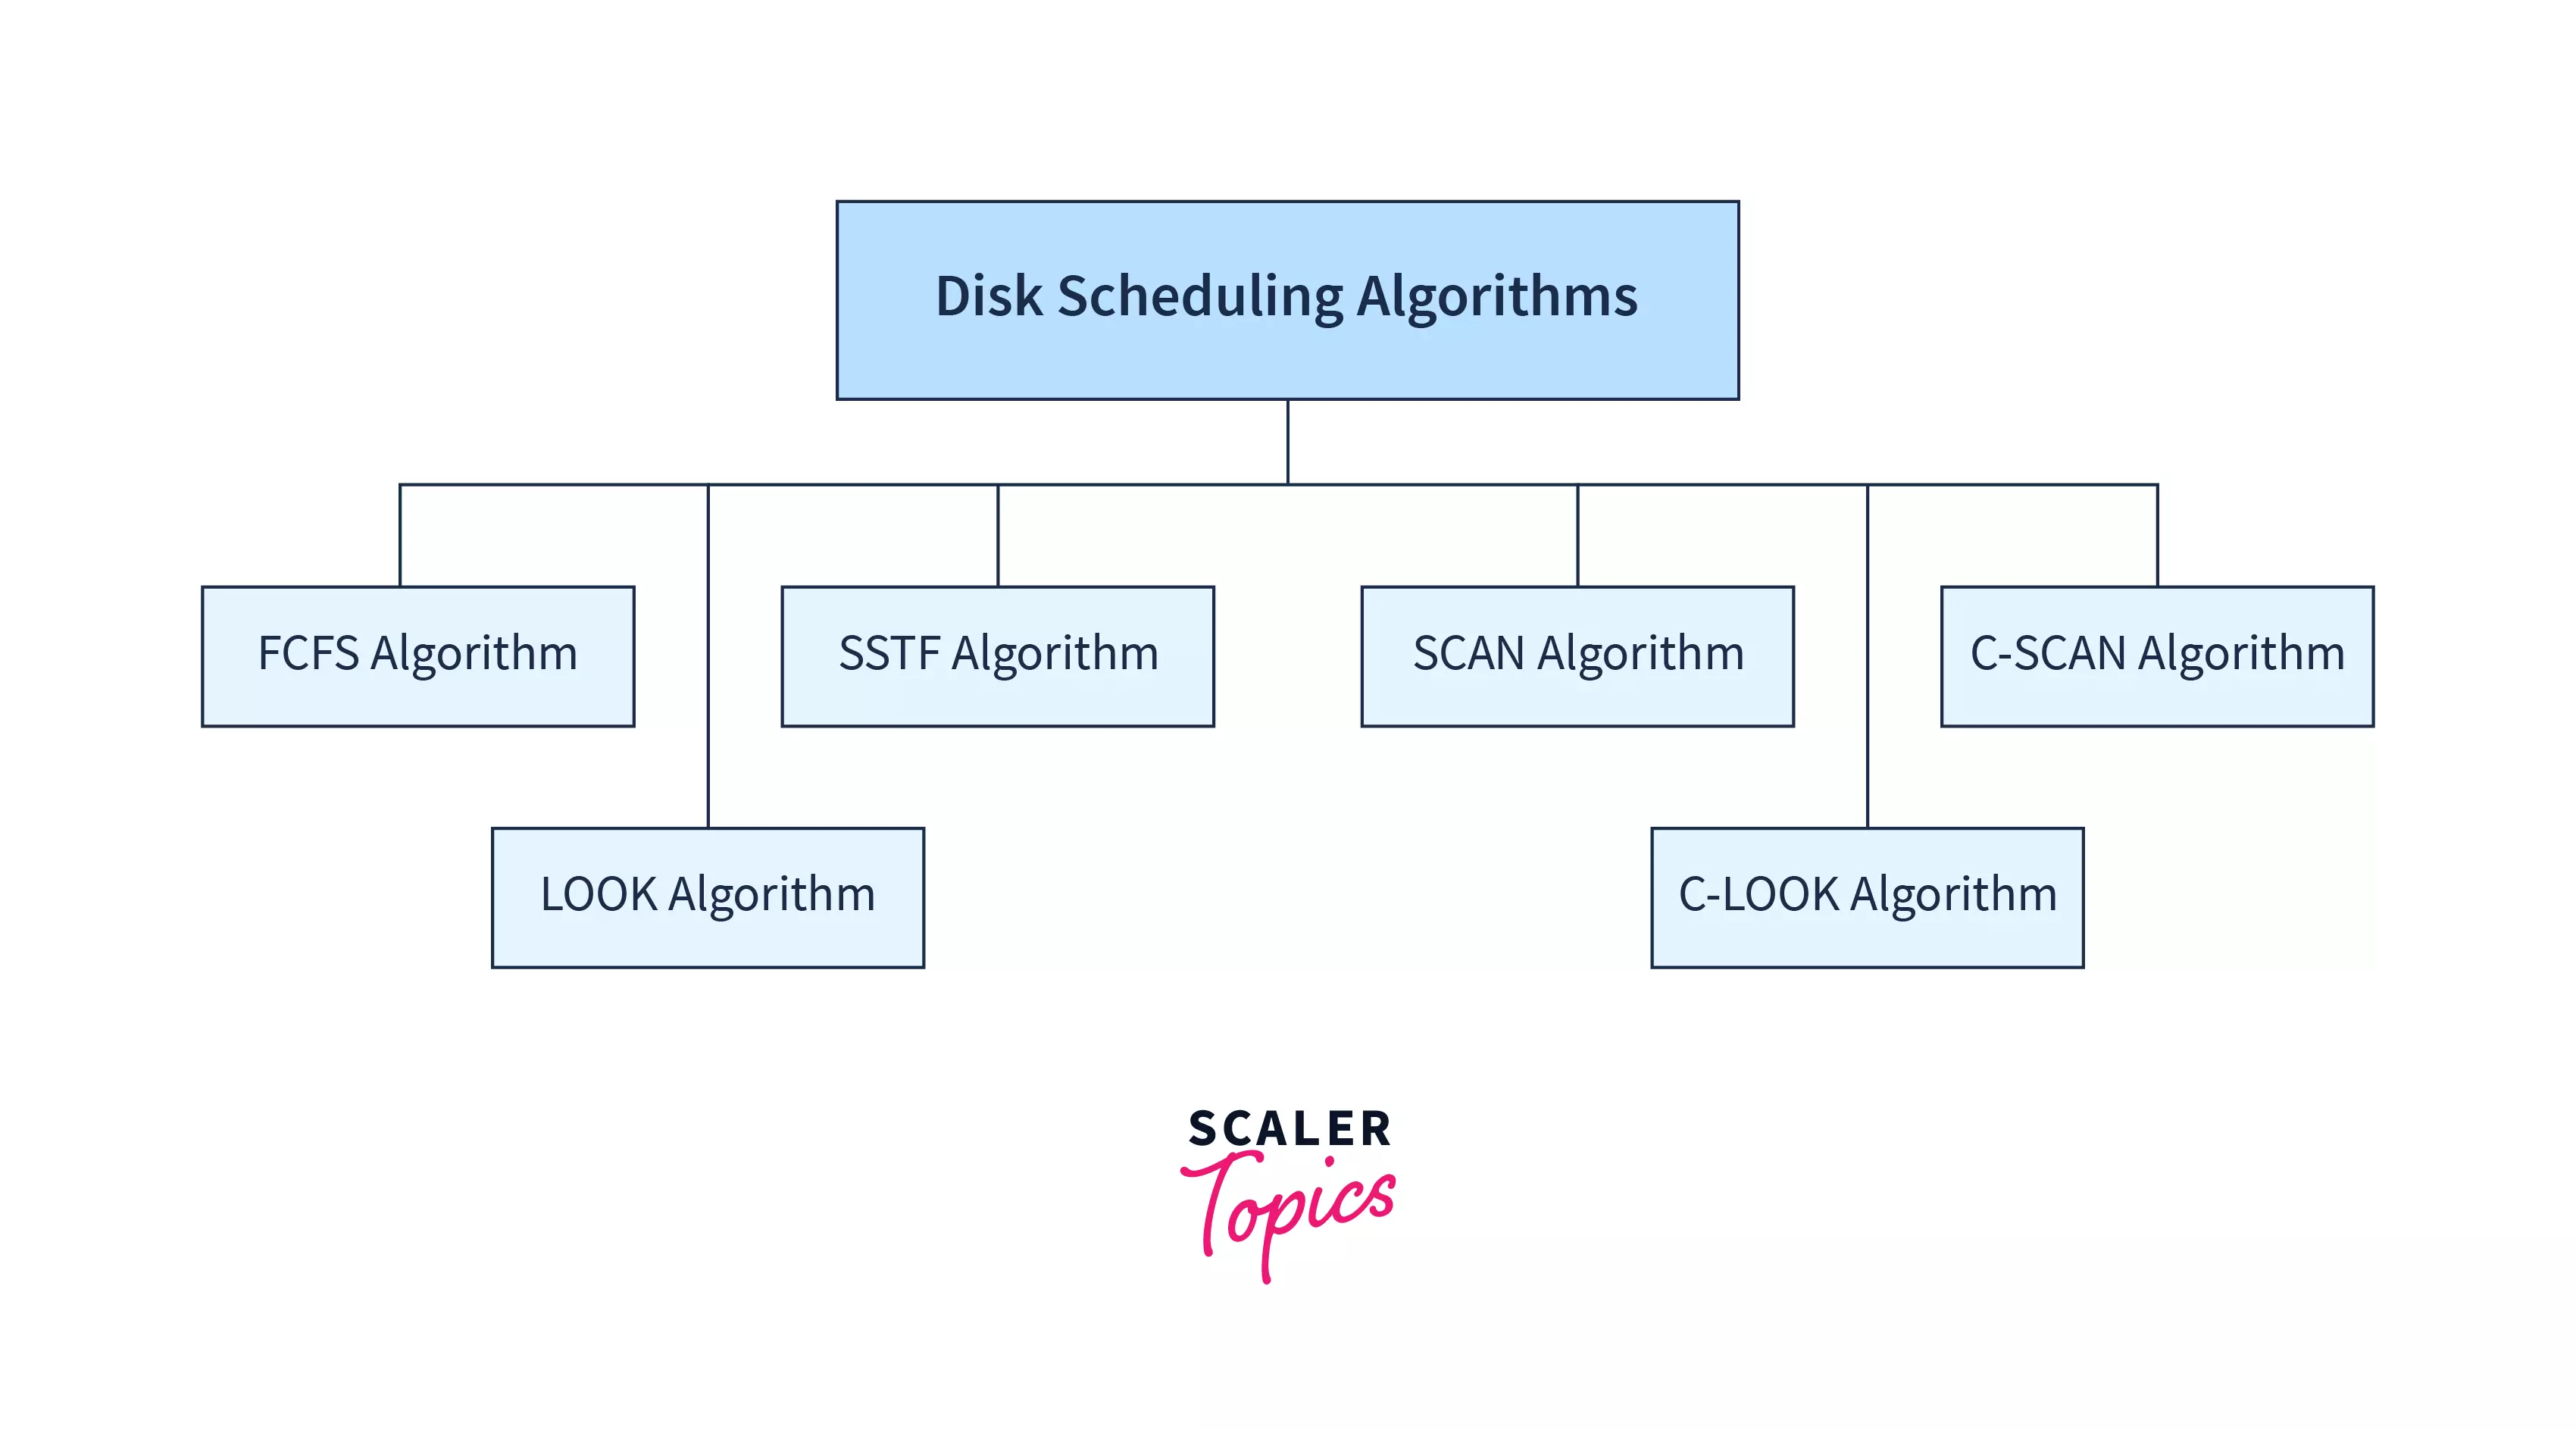 Disk Scheduling Algorithms
FCFS Algorithm
SSTF Algorithm
SCAN Algorithm
C-SCAN Algorithm
LOOK Algorithm
C-LOOK Algorithm
SCALER
Topics